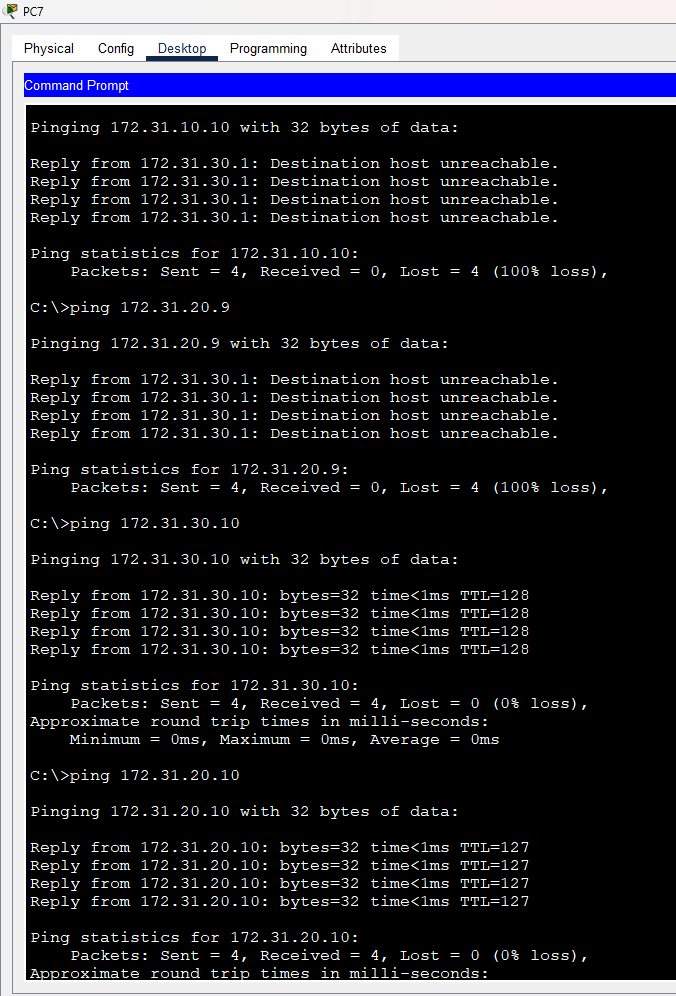 PC7
Physical Config Desktop Programming Attributes
Command Prompt
Pinging 172.31.10.10 with 32 bytes of data:
Reply from 172.31.30.1: Destination host unreachable.
Reply from 172.31.30.1: Destination host unreachable.
Reply from 172.31.30.1: Destination host unreachable.
Reply from 172.31.30.1: Destination host unreachable.
Ping statistics for 172.31.10.10:
    Packets: Sent = 4, Received = 0, Lost = 4 (100% loss),
C:\>ping 172.31.20.9
Pinging 172.31.20.9 with 32 bytes of data:
Reply from 172.31.30.1: Destination host unreachable.
Reply from 172.31.30.1: Destination host unreachable.
Reply from 172.31.30.1: Destination host unreachable.
Reply from 172.31.30.1: Destination host unreachable.
Ping statistics for 172.31.20.9:
    Packets: Sent = 4, Received = 0, Lost = 4 (100% loss),
C:\>ping 172.31.30.10
Pinging 172.31.30.10 with 32 bytes of data:
Reply from 172.31.30.10: bytes=32 time<1ms TTL=128
Reply from 172.31.30.10: bytes=32 time<1ms TTL=128
Reply from 172.31.30.10: bytes=32 time<1ms TTL=128
Reply from 172.31.30.10: bytes=32 time<1ms TTL=128
Ping statistics for 172.31.30.10:
    Packets: Sent = 4, Received = 4, Lost = 0 (0% loss),
Approximate round trip times in milli-seconds:
    Minimum = 0ms, Maximum = 0ms, Average = 0ms
C:\>ping 172.31.20.10
Pinging 172.31.20.10 with 32 bytes of data:
Reply from 172.31.20.10: bytes=32 time<1ms TTL=127
Reply from 172.31.20.10: bytes=32 time<1ms TTL=127
Reply from 172.31.20.10: bytes=32 time<1ms TTL=127
Reply from 172.31.20.10: bytes=32 time<1ms TTL=127
Ping statistics for 172.31.20.10:
    Packets: Sent = 4, Received = 4, Lost = 0 (0% loss),
Approximate round trip times in milli-seconds: